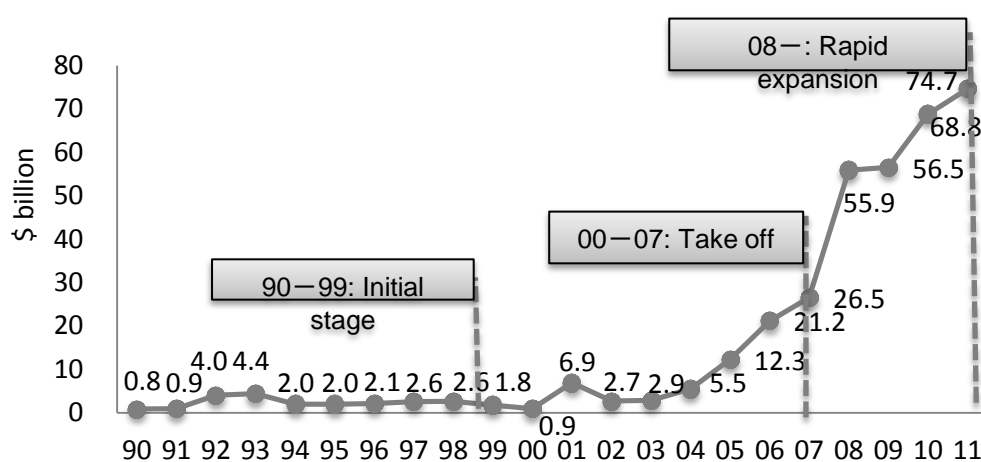 08－: Rapid
expansion
80
74.7
70
68.8
60
56.5
$ billion
50
55.9
00－07: Take off
40
90－99: Initial
stage
30
26.5
20
21.2
12.3
10
0.8 0.9 4.0 4.4 2.0 2.0 2.1 2.6 2.6 1.8 6.9 2.7 2.9 5.5
0
0.9
90 91 92 93 94 95 96 97 98 99 00 01 02 03 04 05 06 07 08 09 10 11